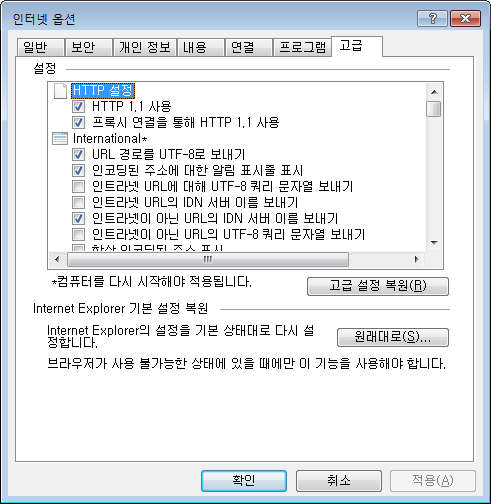 인터넷 옵션
일반
보안
개인 정보
내용
연결
프로그램
고급
설정
HTTP 설정
HTTP 1.1 사용
프록시 연결을 통해 HTTP 1.1 사용
International*
URL 경로를 UTF-8로 보내기
인코딩된 주소에 대한 알림 표시줄 표시
인트라넷 URL에 대해 UTF-8 쿼리 문자열 보내기
인트라넷 URL의 IDN 서버 이름 보내기
인트라넷이 아닌 URL의 IDN 서버 이름 보내기
인트라넷이 아닌 URL의 UTF-8 쿼리 문자열 보내기
항상 인코딩된 주소 표시
*컴퓨터를 다시 시작해야 적용됩니다.
고급 설정 복원(R)
Internet Explorer 기본 설정 복원
Internet Explorer의 설정을 기본 상태대로 다시 설
정합니다.
원래대로(S)...
브라우저가 사용 불가능한 상태에 있을 때에만 이 기능을 사용해야 합니다.
확인
취소
적용(A)